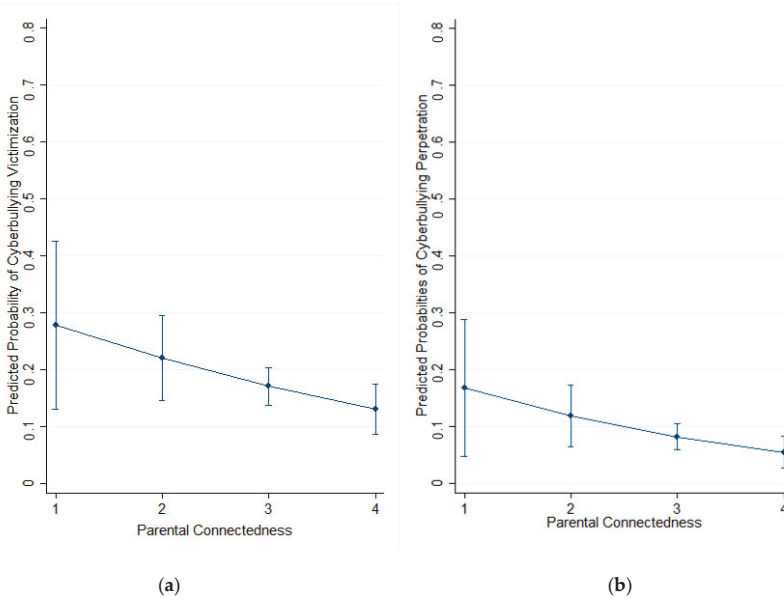 Predicted Probability of Cyberbullying Victimization
0.8
0.7
0.6
0.5
0.4
0.3
0.2
0.1
0
1 2 3 4
Parental Connectedness
(a)
Predicted Probabilties of Cyberbullying Perpetration
0.8
0.7
0.6
0.5
0.4
0.3
0.2
0.1
0
1 2 3 4
Parental Connectedness
(b)